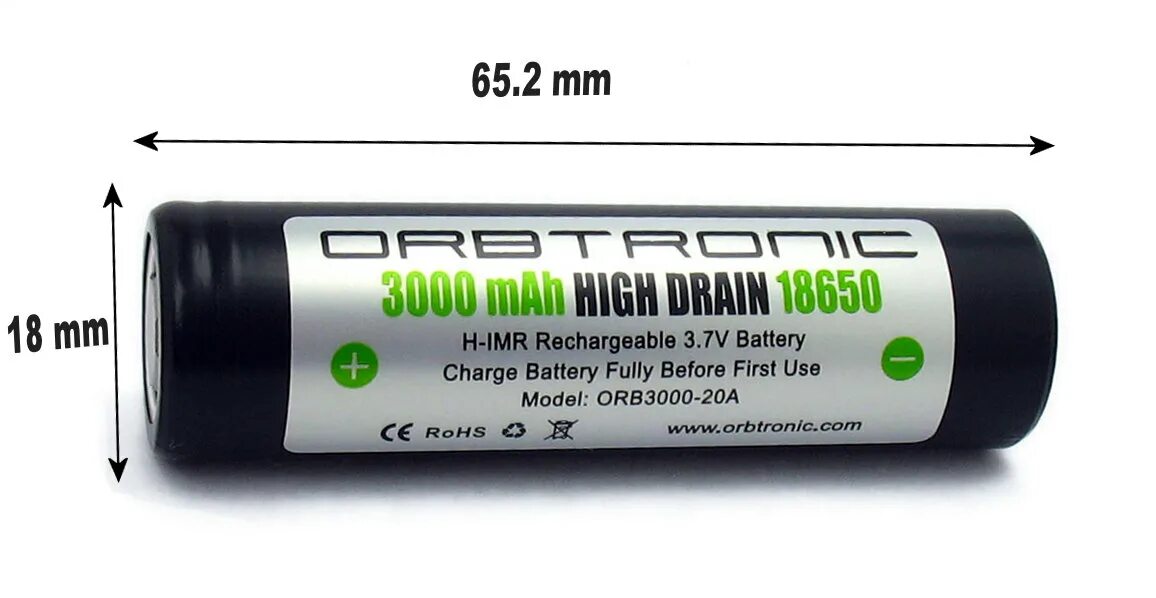 65.2 mm
18 mm
ORBTRONIC
3000 mAh HIGH DRAIN 18650
H-IMR Rechargeable 3.7V Battery
+
−
Charge Battery Fully Before First Use
Model: ORB3000-20A
CE RoHS
www.orbtronic.com